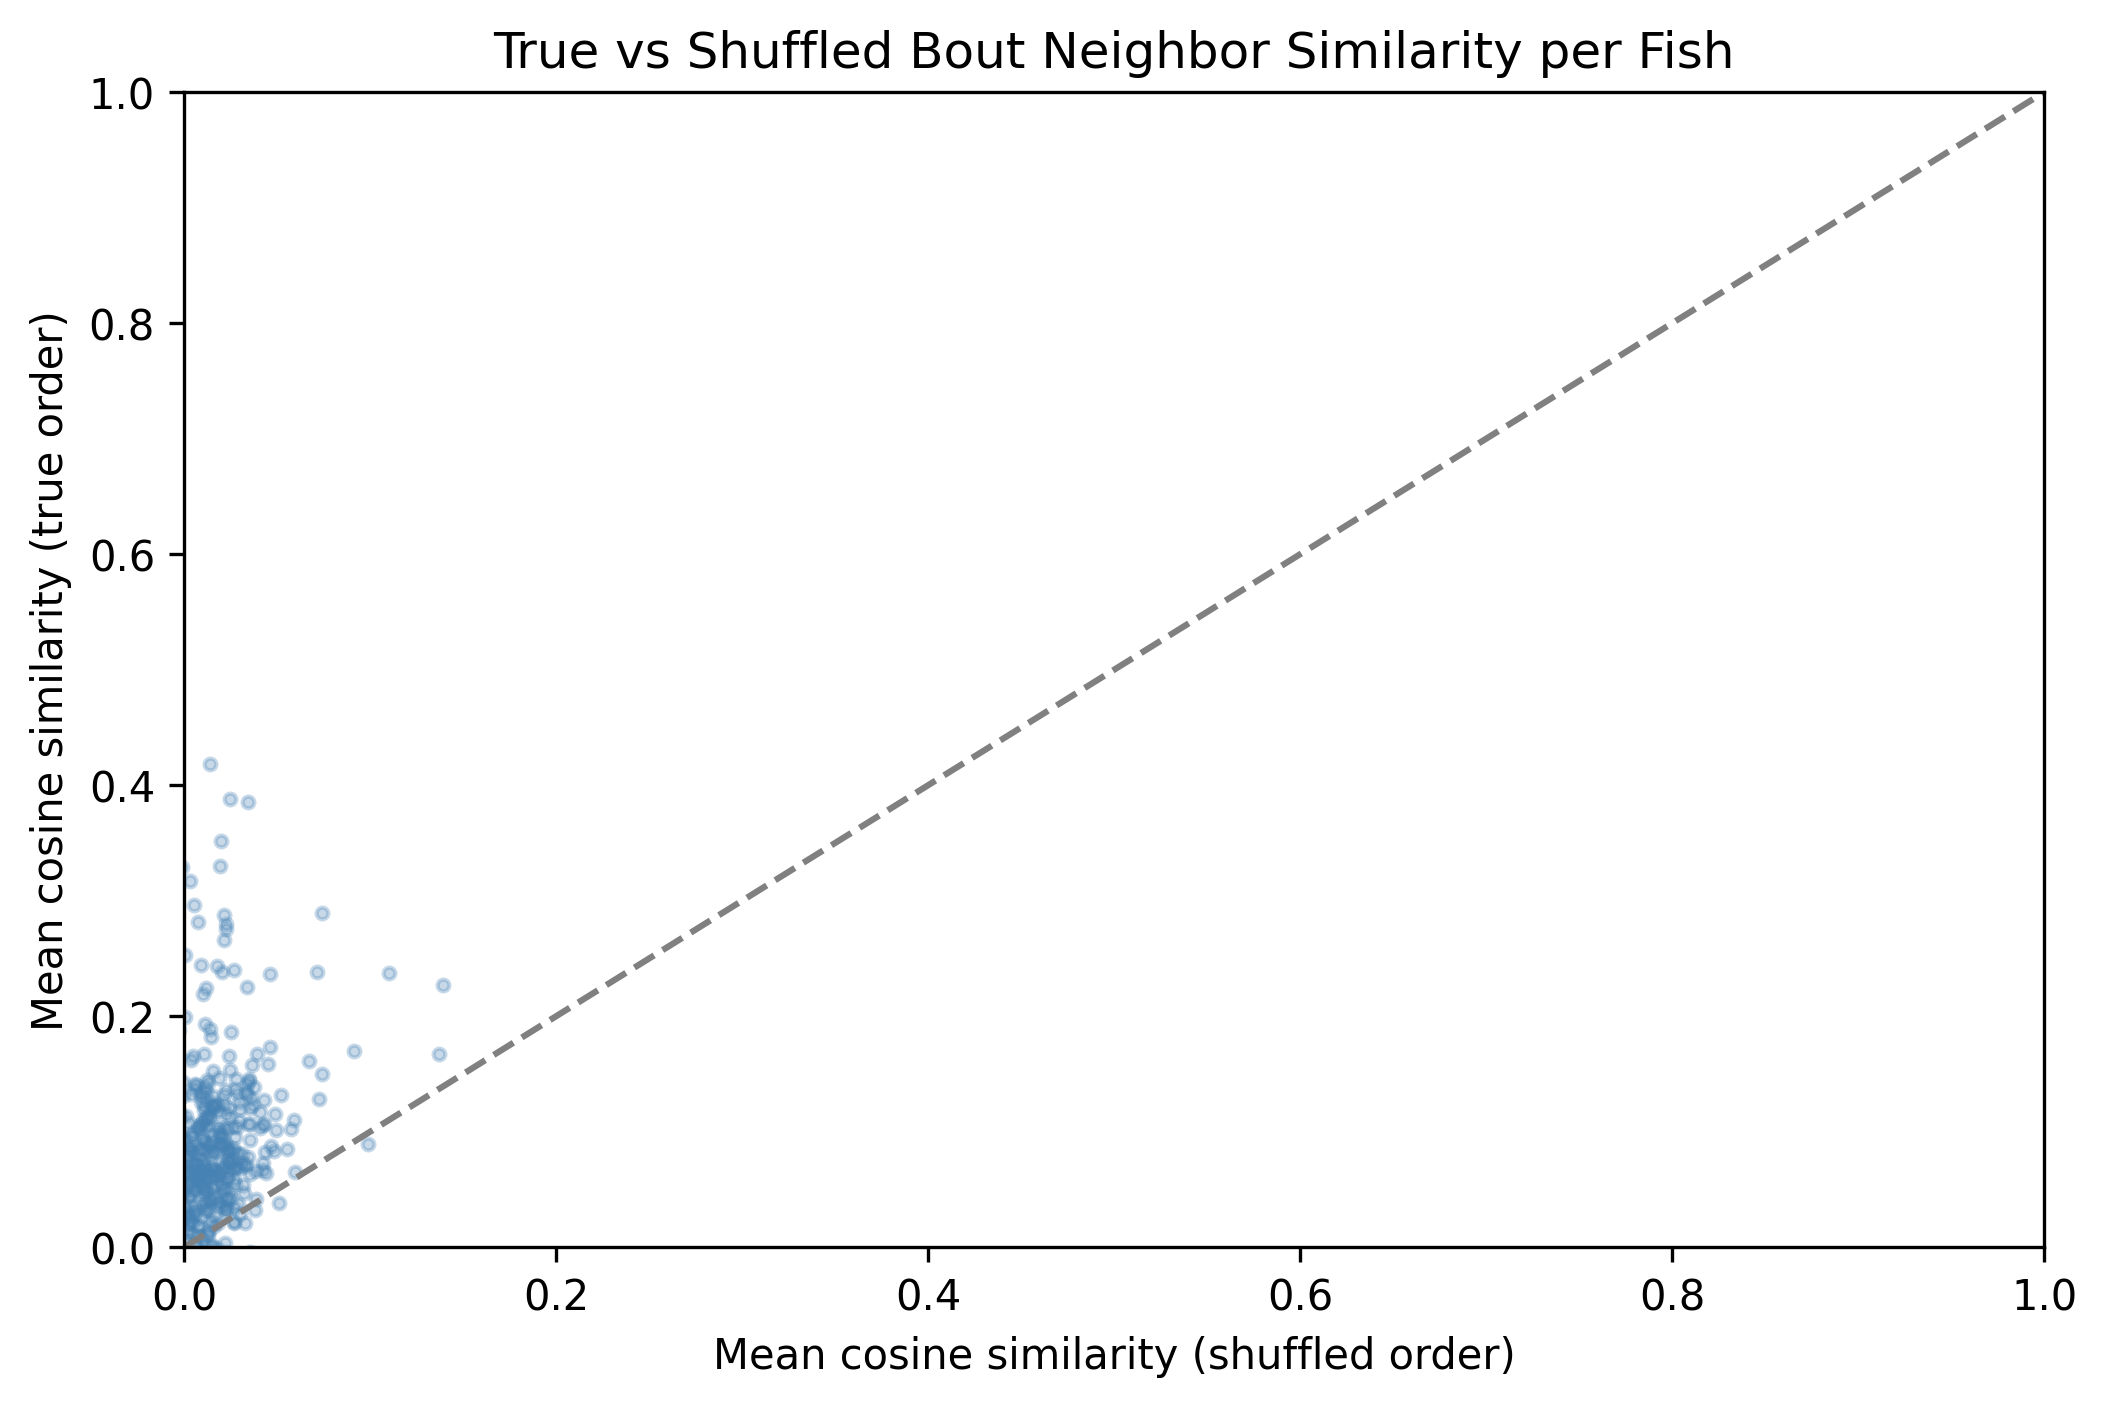 True vs Shuffled Bout Neighbor Similarity per Fish
1.0
0.8
0.6
0.4
0.2
0.0
Mean cosine similarity (true order)
0.0 0.2 0.4 0.6 0.8 1.0
Mean cosine similarity (shuffled order)